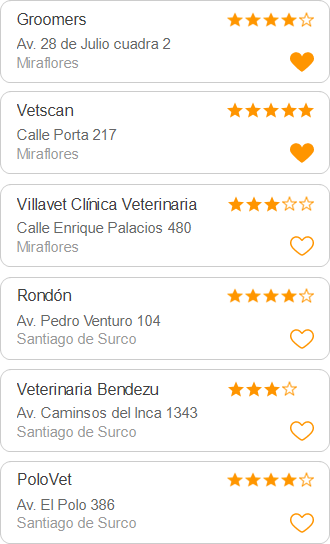 Groomers
Av. 28 de Julio cuadra 2
Miraflores
Vetscan
Calle Porta 217
Miraflores
Villavet Clínica Veterinaria
Calle Enrique Palacios 480
Miraflores
Rondón
Av. Pedro Venturo 104
Santiago de Surco
Veterinaria Bendezu
Av. Caminsos del Inca 1343
Santiago de Surco
PoloVet
Av. El Polo 386
Santiago de Surco